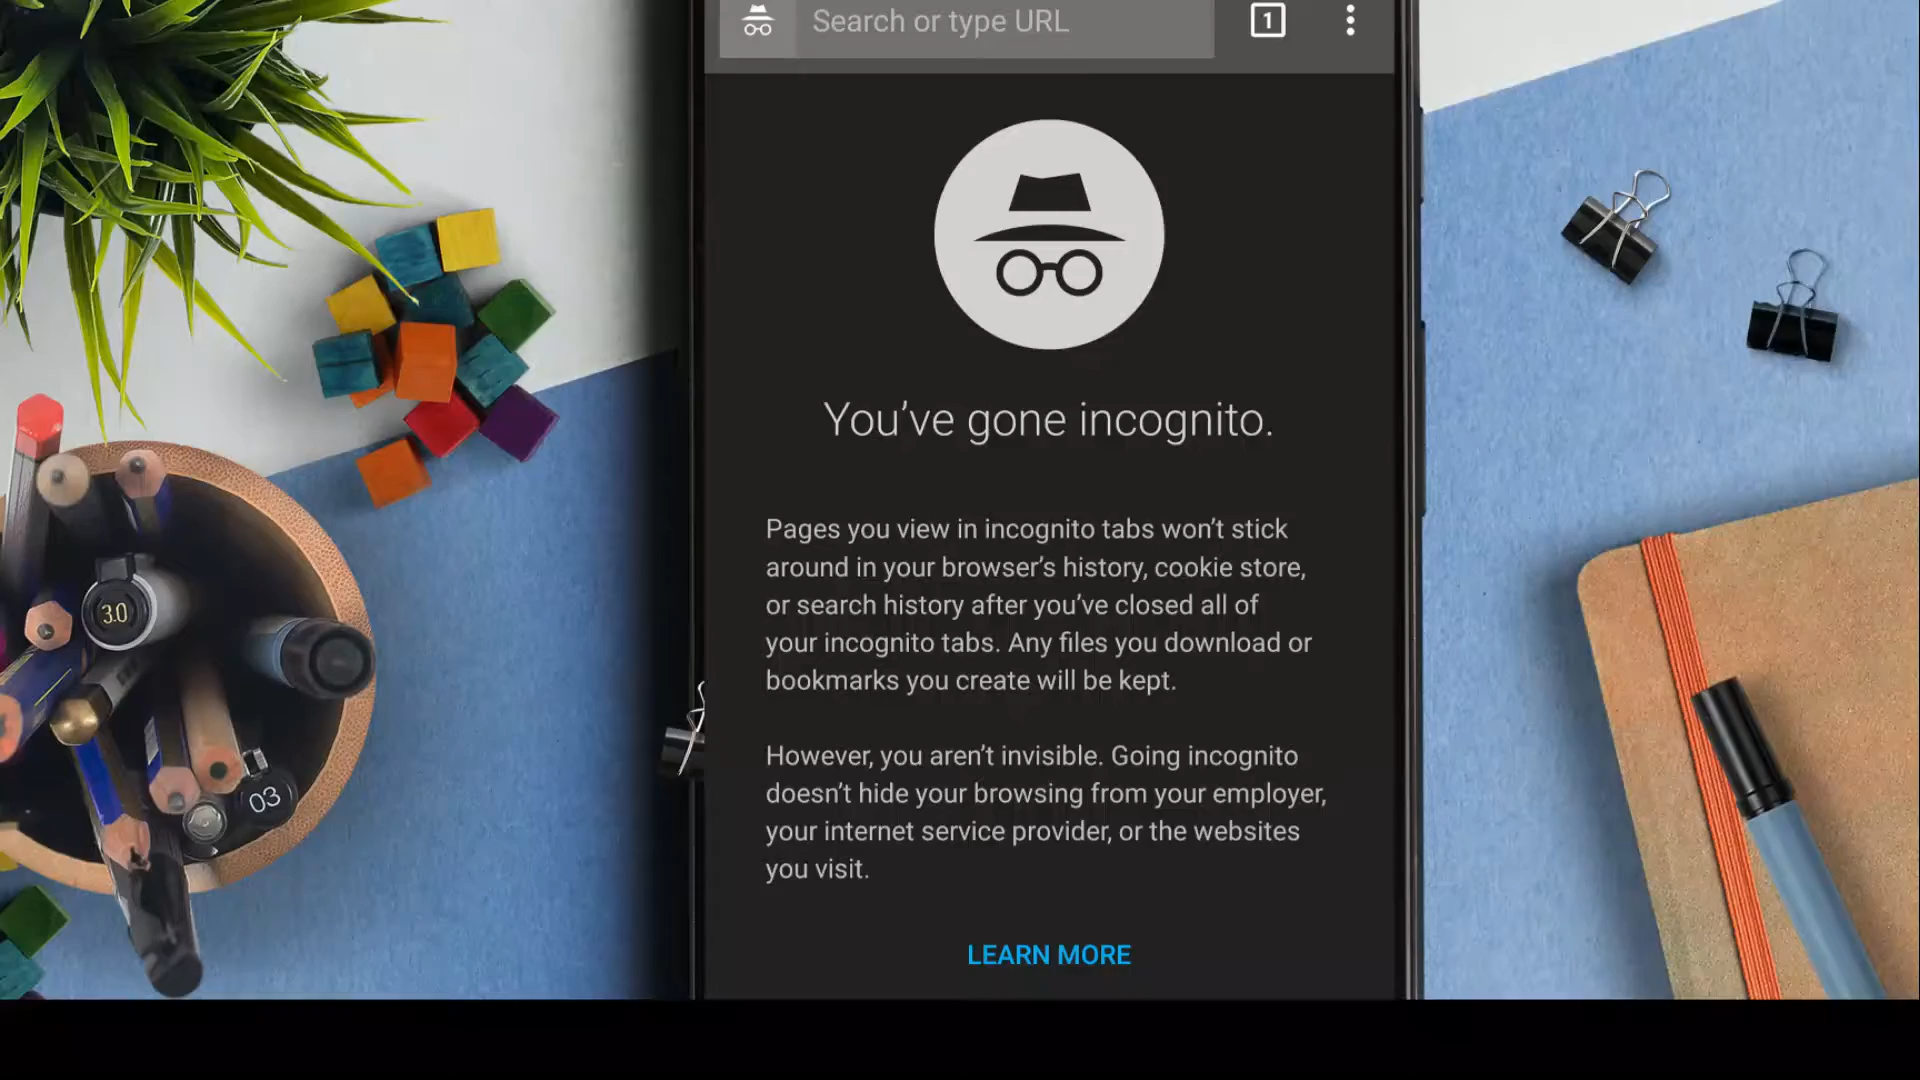 Search or type URL
1
You’ve gone incognito.
Pages you view in incognito tabs won’t stick
around in your browser’s history, cookie store,
or search history after you’ve closed all of
your incognito tabs. Any files you download or
bookmarks you create will be kept.
However, you aren’t invisible. Going incognito
doesn’t hide your browsing from your employer,
your internet service provider, or the websites
you visit.
LEARN MORE
3.0
03